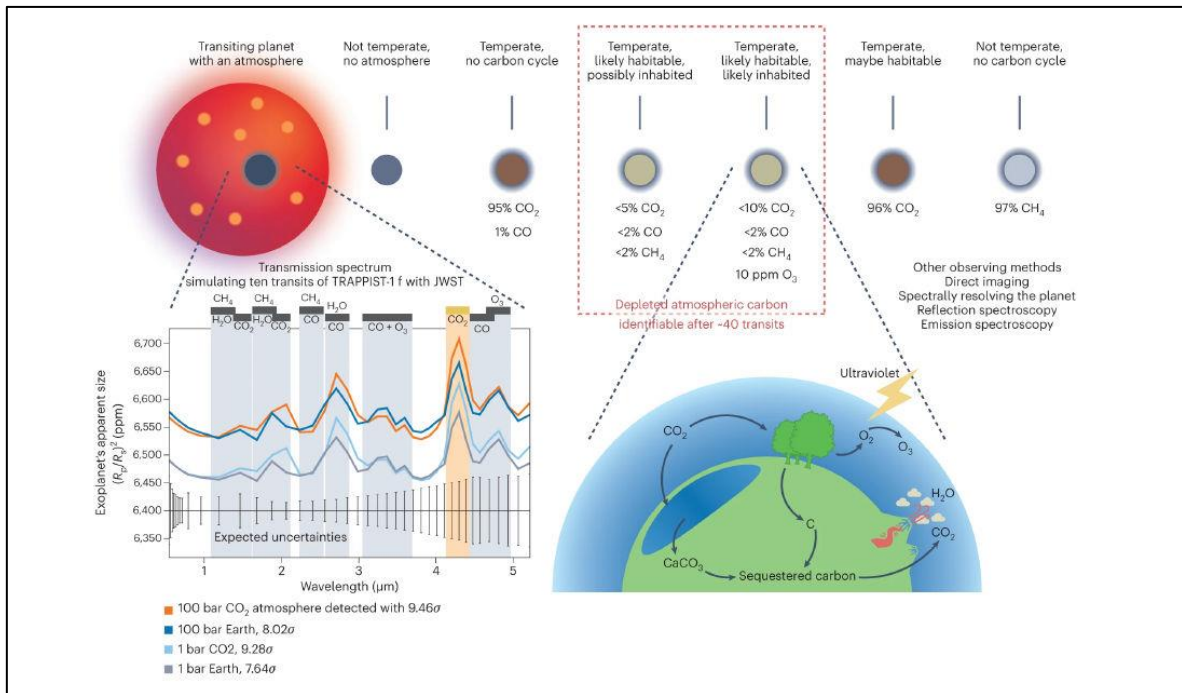 Transiting planet
with an atmosphere
Not temperate,
no atmosphere
Temperate,
no carbon cycle
Temperate,
likely habitable,
possibly inhabited
Temperate,
likely habitable,
likely inhabited
Temperate,
maybe habitable
Not temperate,
no carbon cycle
95% CO₂
1% CO
<5% CO₂
<2% CO
<2% CH₄
<10% CO₂
<2% CO
<2% CH₄
10 ppm O₃
96% CO₂
97% CH₄
Depleted atmospheric carbon
identifiable after ~40 transits
Other observing methods
Direct imaging
Spectrally resolving the planet
Reflection spectroscopy
Emission spectroscopy
Transmission spectrum
simulating ten transits of TRAPPIST-1 f with JWST
CH₄
H₂O
CO₂
CH₄
H₂O
CO₂
CH₄
CO
H₂O
CO
CO + O₃
CO₂
O₃
CO
Exoplanet's apparent size
(Rₚ/Rₛ)² (ppm)
6,700
6,650
6,600
6,550
6,500
6,450
6,400
6,350
Expected uncertainties
1 2 3 4 5
Wavelength (μm)
100 bar CO₂ atmosphere detected with 9.46σ
100 bar Earth, 8.02σ
1 bar CO2, 9.28σ
1 bar Earth, 7.64σ
Ultraviolet
CO₂
O₂
O₃
H₂O
C
CO₂
CaCO₃
Sequestered carbon